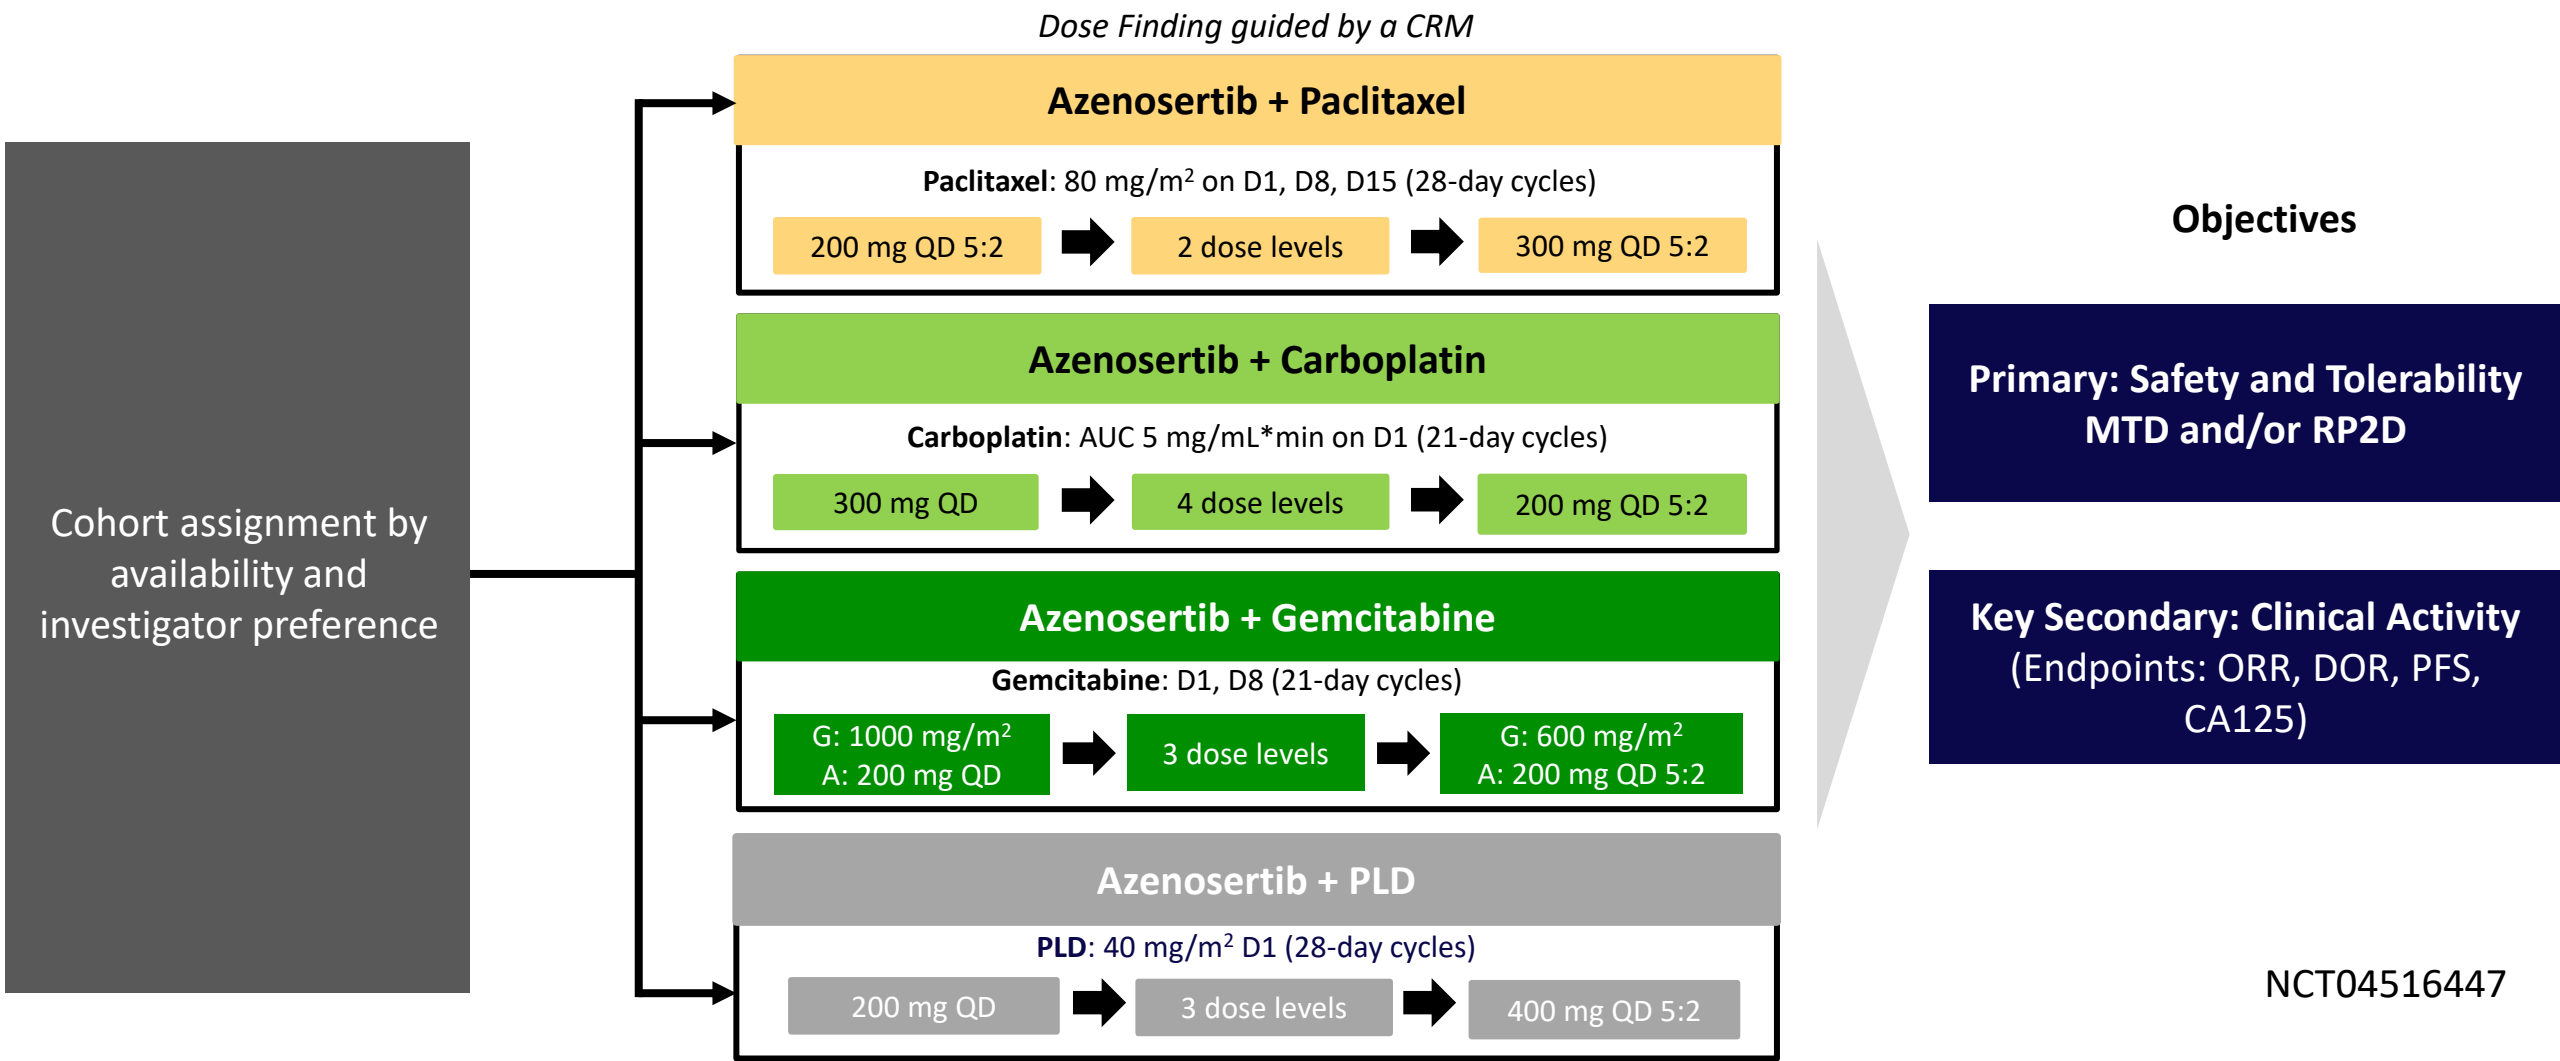 Dose Finding guided by a CRM
Cohort assignment by
availability and
investigator preference
Azenosertib + Paclitaxel
Paclitaxel: 80 mg/m² on D1, D8, D15 (28-day cycles)
200 mg QD 5:2
2 dose levels
300 mg QD 5:2
Azenosertib + Carboplatin
Carboplatin: AUC 5 mg/mL*min on D1 (21-day cycles)
300 mg QD
4 dose levels
200 mg QD 5:2
Azenosertib + Gemcitabine
Gemcitabine: D1, D8 (21-day cycles)
G: 1000 mg/m²
A: 200 mg QD
3 dose levels
G: 600 mg/m²
A: 200 mg QD 5:2
Azenosertib + PLD
PLD: 40 mg/m² D1 (28-day cycles)
200 mg QD
3 dose levels
400 mg QD 5:2
Objectives
Primary: Safety and Tolerability
MTD and/or RP2D
Key Secondary: Clinical Activity
(Endpoints: ORR, DOR, PFS,
CA125)
NCT04516447